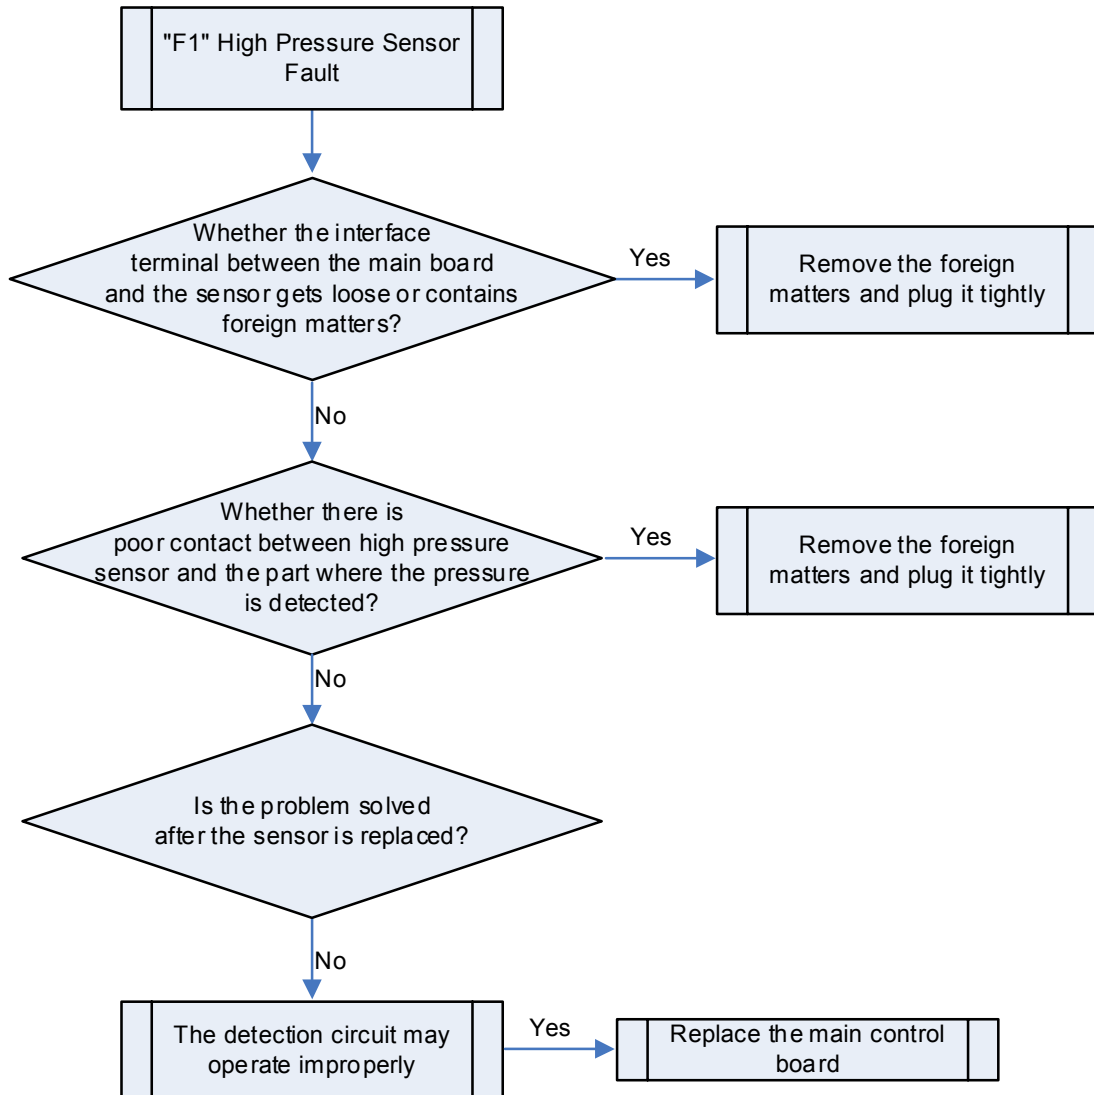 "F1" High Pressure Sensor
Fault
Whether the interface
terminal between the main board
and the sensor gets loose or contains
foreign matters?
Yes
Remove the foreign
matters and plug it tightly
No
Whether there is
poor contact between high pressure
sensor and the part where the pressure
is detected?
Yes
Remove the foreign
matters and plug it tightly
No
Is the problem solved
after the sensor is replaced?
No
The detection circuit may
operate improperly
Yes
Replace the main control
board